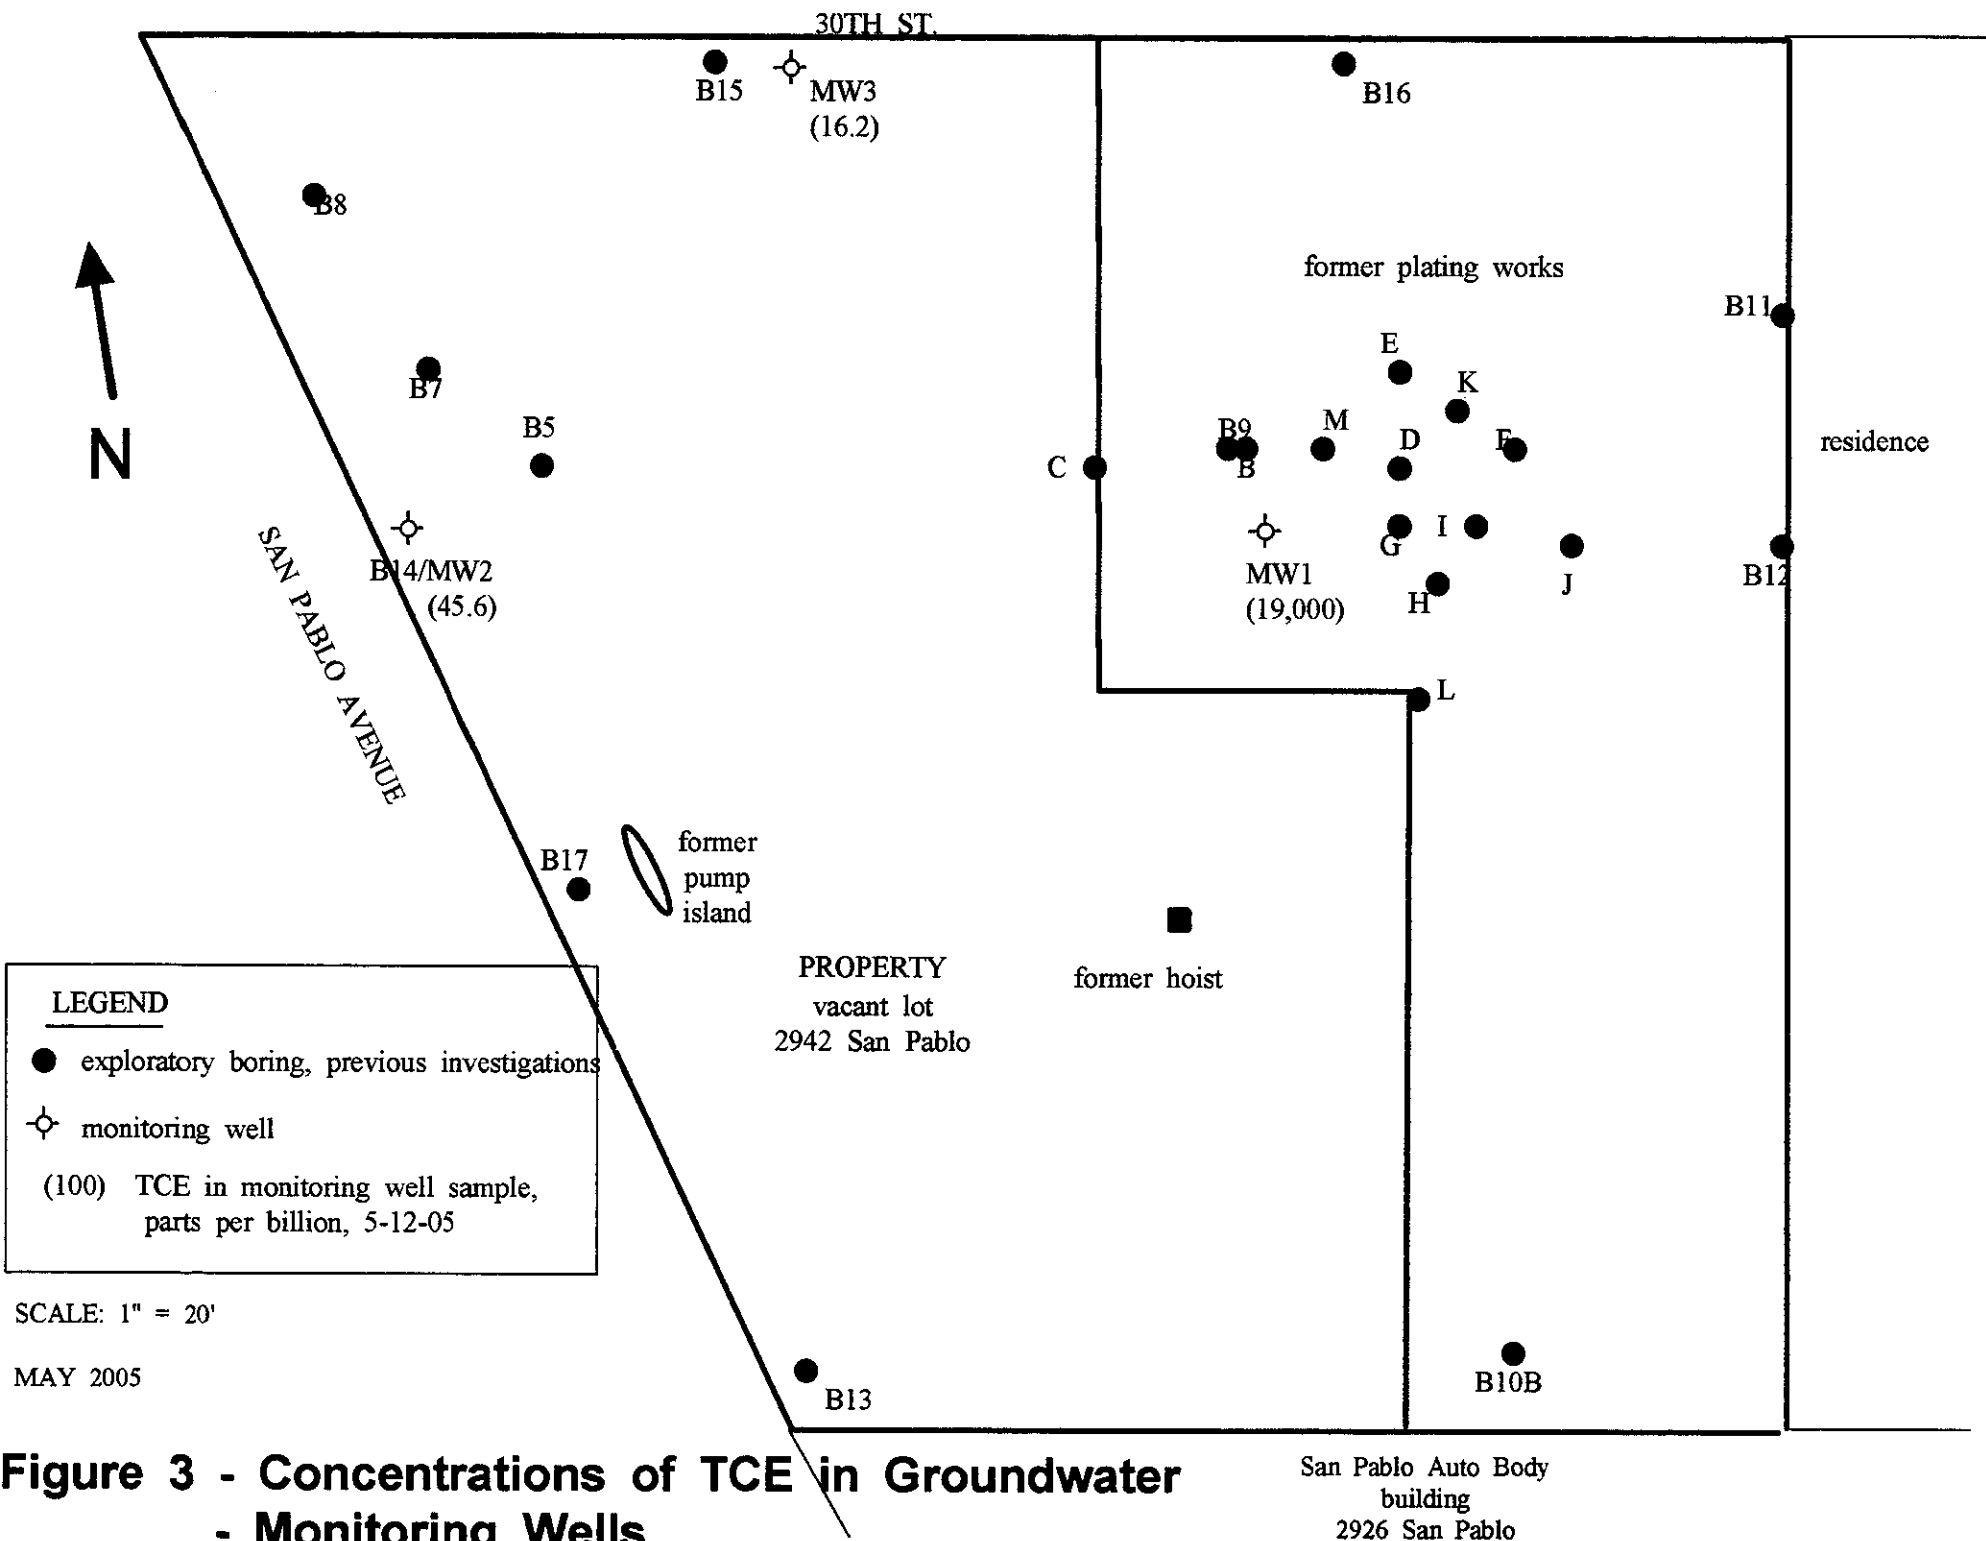 30TH ST.
B15
MW3
(16.2)
B16
B8
former plating works
B11
E
B7
K
B5
B9
M
D
F
residence
C
B
N
SAN PABLO AVENUE
B14/MW2
(45.6)
MW1
(19,000)
G
I
H
J
B12
L
B17
former
pump
island
PROPERTY
vacant lot
2942 San Pablo
former hoist
LEGEND
exploratory boring, previous investigations
monitoring well
(100) TCE in monitoring well sample,
parts per billion, 5-12-05
SCALE: 1" = 20'
MAY 2005
B13
B10B
Figure 3 - Concentrations of TCE in Groundwater
- Monitoring Wells
San Pablo Auto Body
building
2926 San Pablo